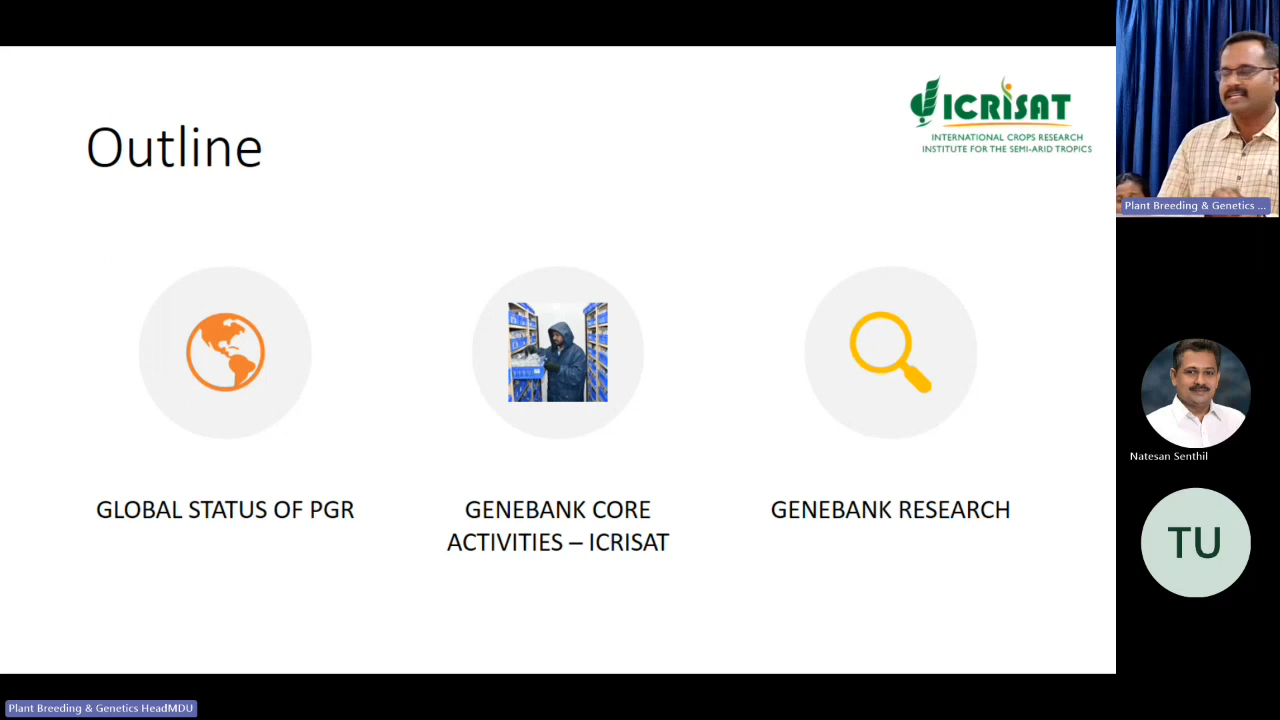 Outline
ICRISAT
INTERNATIONAL CROPS RESEARCH
INSTITUTE FOR THE SEMI-ARID TROPICS
GLOBAL STATUS OF PGR
GENEBANK CORE
ACTIVITIES – ICRISAT
GENEBANK RESEARCH
Plant Breeding & Genetics ...
Natesan Senthil
TU
Plant Breeding & Genetics HeadMDU